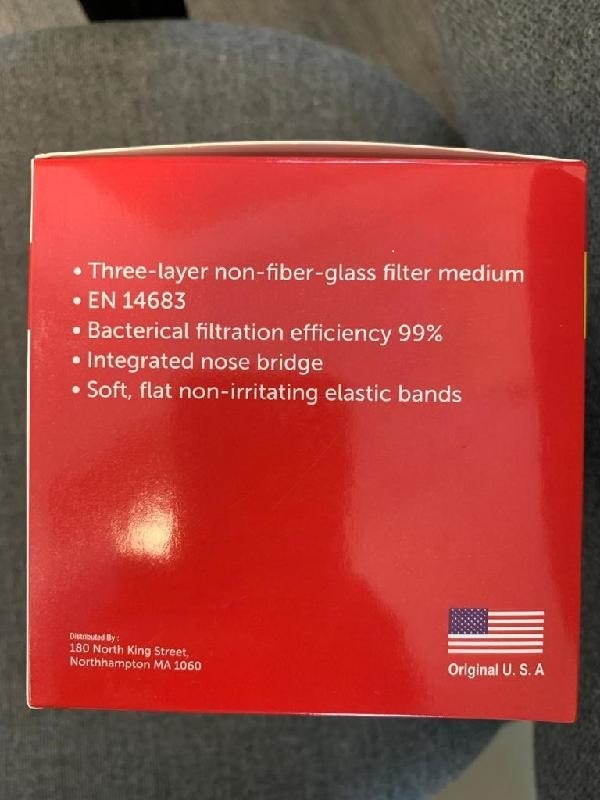 • Three-layer non-fiber-glass filter medium
• EN 14683
• Bacterical filtration efficiency 99%
• Integrated nose bridge
• Soft, flat non-irritating elastic bands
Distributed By :
180 North King Street,
Northhampton MA 1060
Original U. S. A